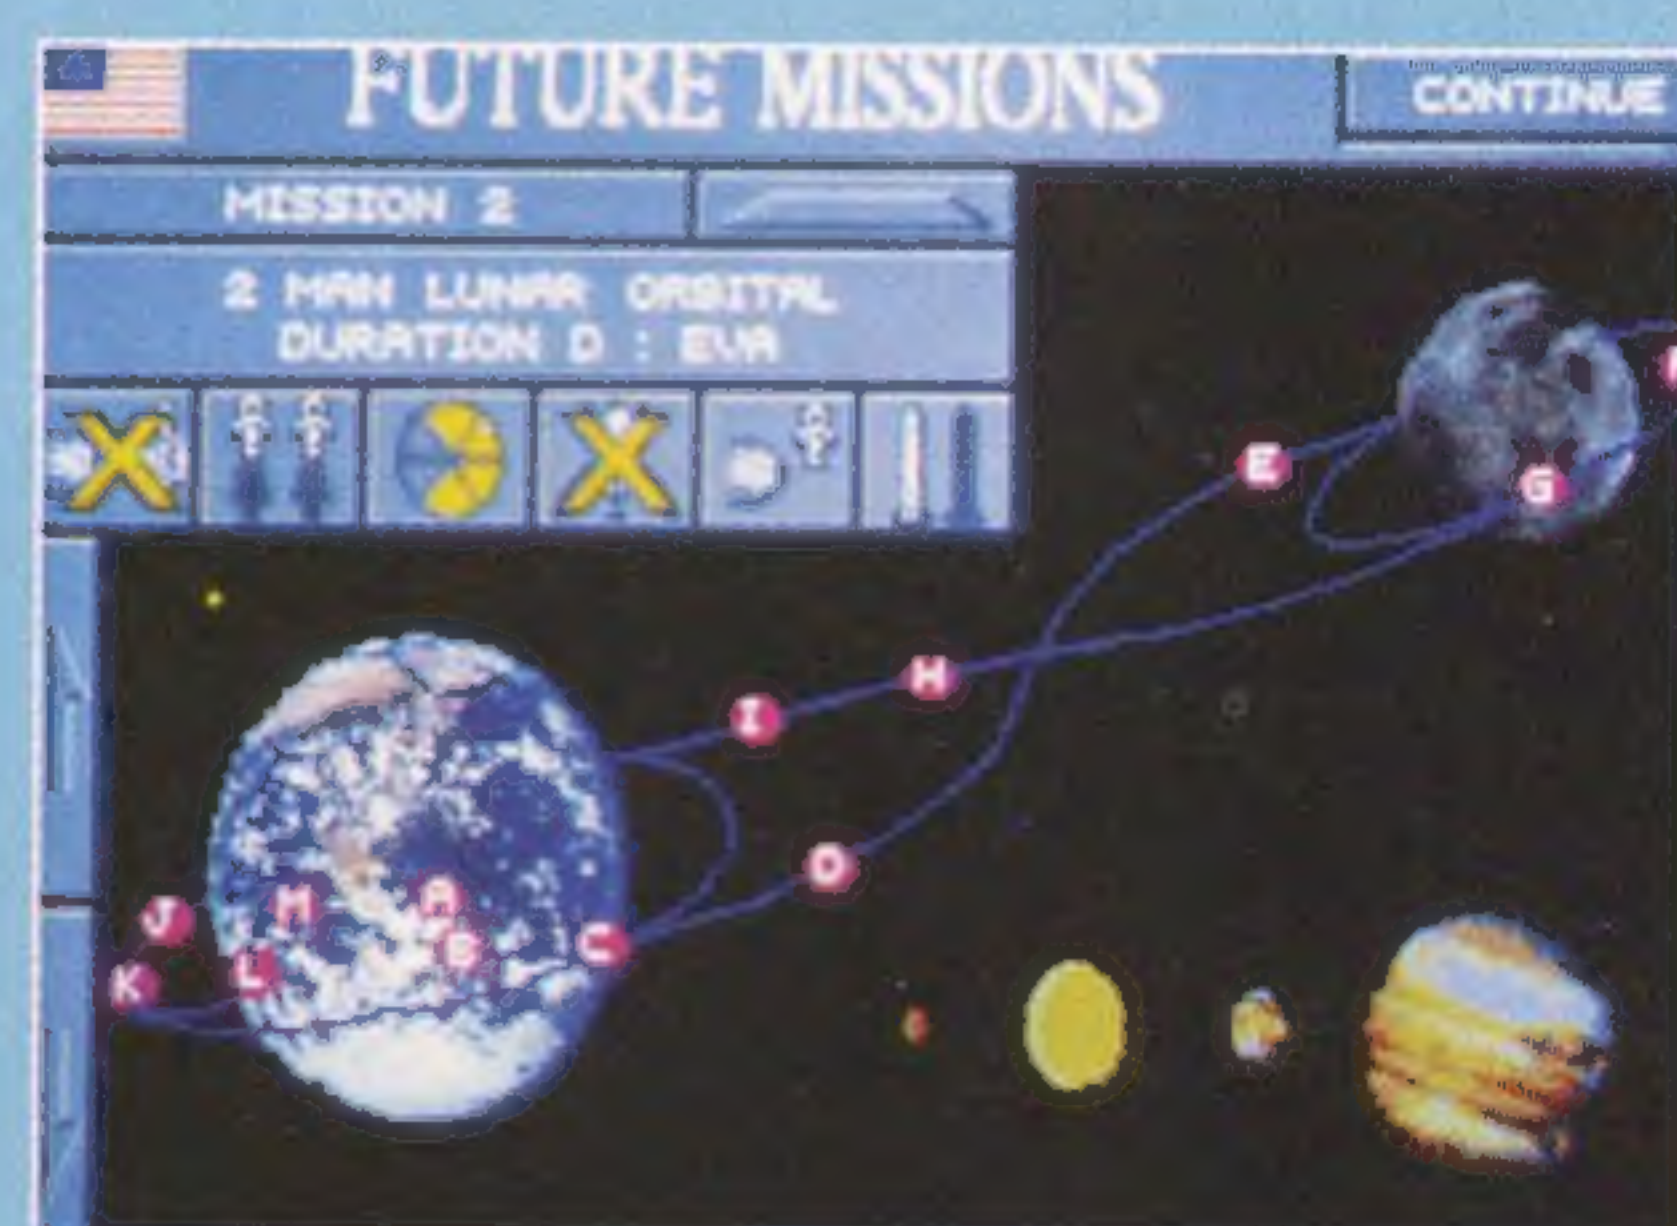 FUTURE MISSIONS
CONTINUE
MISSION 2
2 MAN LUNAR ORBITAL
DURATION D : EVA
E
G
H
I
D
J
M
A
B
C
K
L